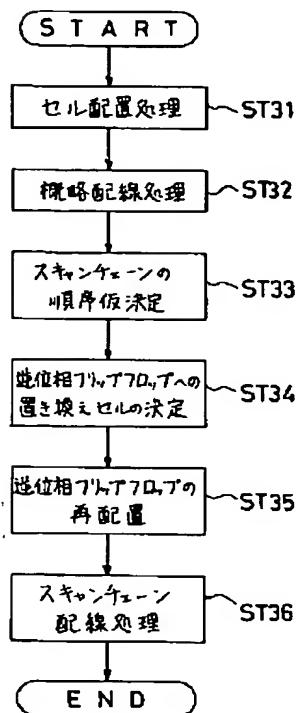 START
セル配置処理
ST31
概略配線処理
ST32
スキャンチェーンの
順序仮決定
ST33
逆位相フリップフロップへの
置き換えセルの決定
ST34
逆位相フリップフロップの
再配置
ST35
スキャンチェーン
配線処理
ST36
END